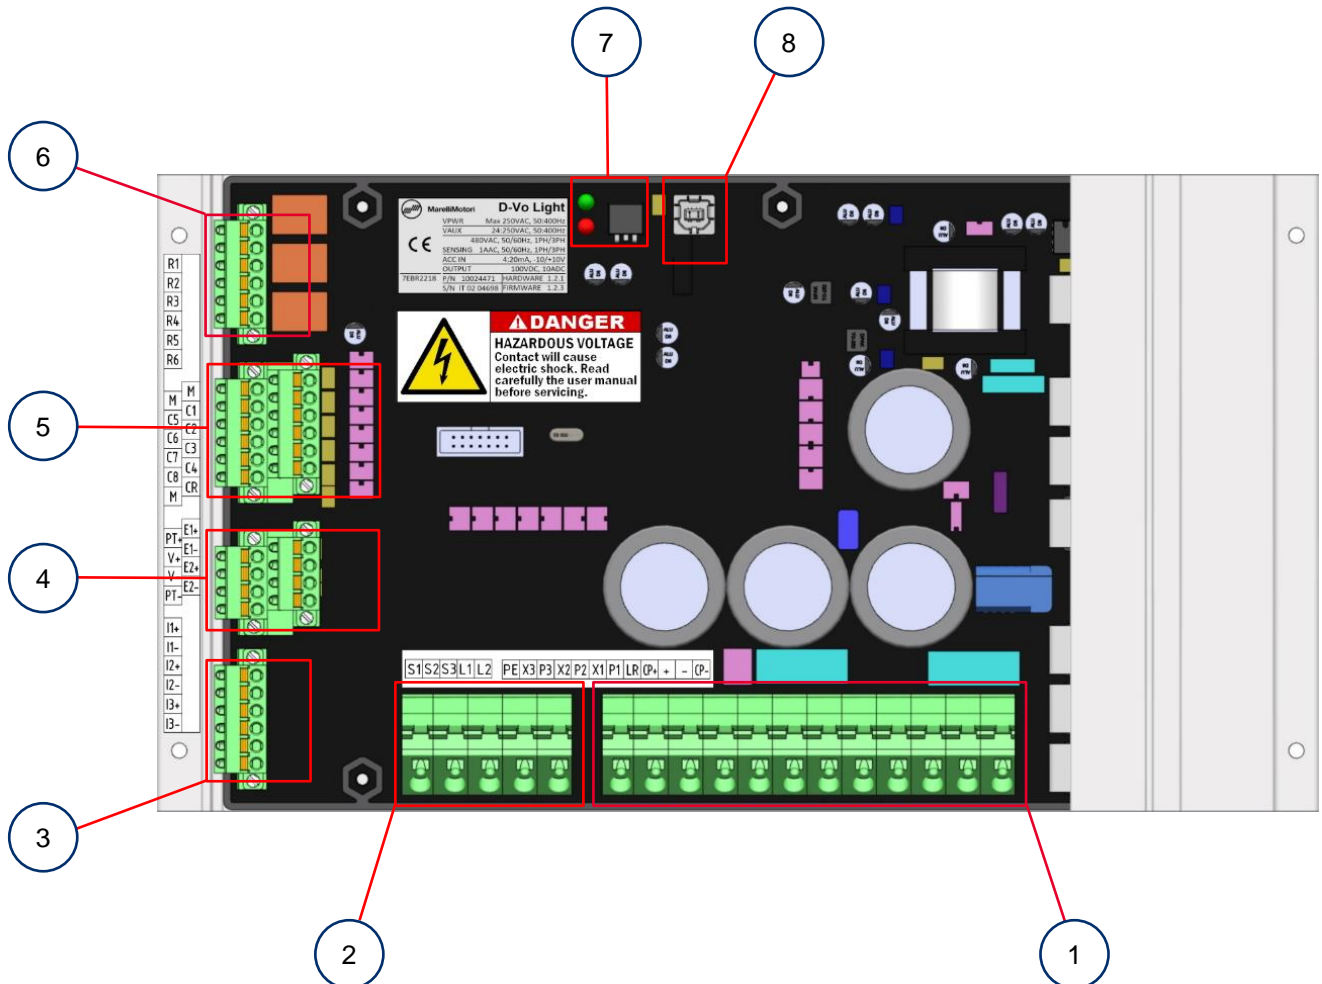 7
8
6
MarelliMotori D-Vo Light
VPWR Max 250VAC, 50:400Hz
VAUX 24:250VAC, 50:400Hz
480VAC, 50/60Hz, 1PH/3PH
SENSING 1AAC, 50/60Hz, 1PH/3PH
ACC IN 4:20mA, -10/+10V
OUTPUT 100VDC, 10ADC
7EBR2218 P/N 10024471 HARDWARE 1.2.1
S/N IT 02 04698 FIRMWARE 1.2.3
CE
DANGER
HAZARDOUS VOLTAGE
Contact will cause
electric shock. Read
carefully the user manual
before servicing.
R1
R2
R3
R4
R5
R6
M
M
C1
C5
C2
C6
C3
C7
C4
C8
CR
M
5
E1+
PT+
E1-
V+
E2+
V-
E2-
PT-
4
I1+
I1-
I2+
I2-
I3+
I3-
3
S1 S2 S3 L1 L2 PE X3 P3 X2 P2 X1 P1 LR CP+ + - CP-
2
1